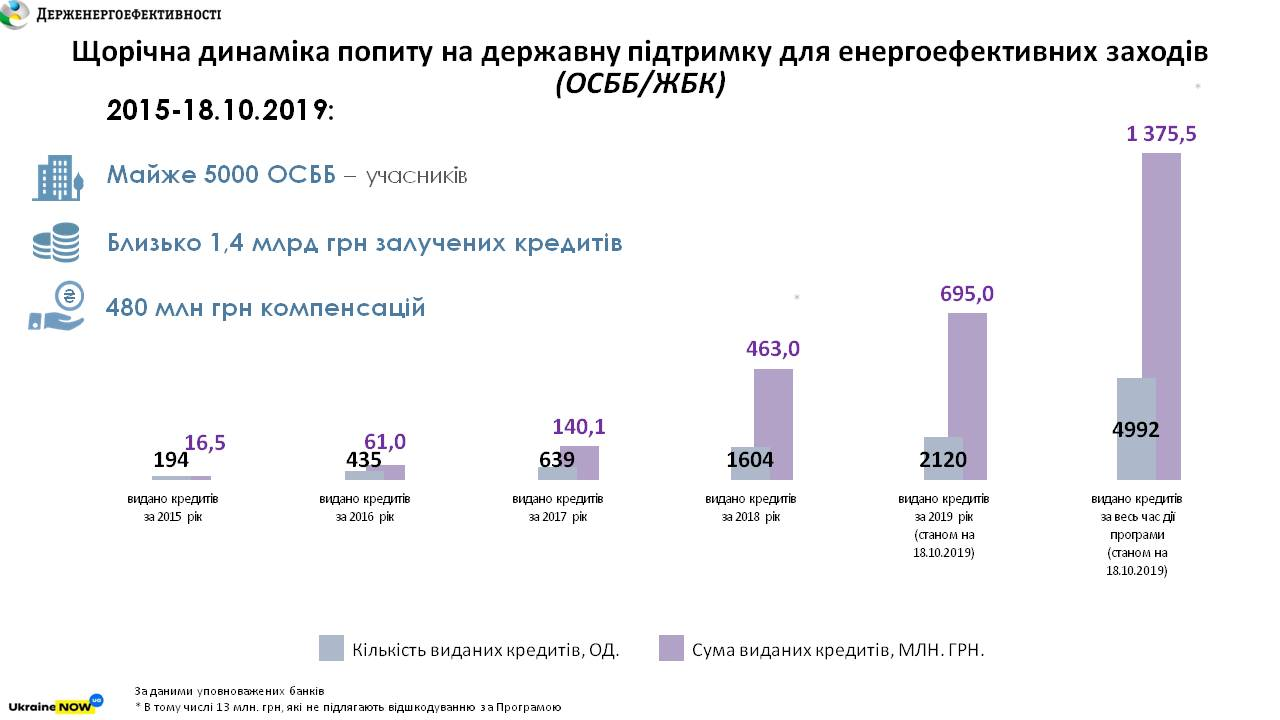 ДЕРЖЕНЕРГОЕФЕКТИВНОСТІ
Щорічна динаміка попиту на державну підтримку для енергоефективних заходів
(ОСББ/ЖБК)
*
2015-18.10.2019:
1 375,5
Майже 5000 ОСББ – учасників
Близько 1,4 млрд грн залучених кредитів
₴
480 млн грн компенсацій
*
695,0
463,0
140,1
61,0
16,5
194 435 639 1604 2120 4992
видано кредитів
за 2015 рік
видано кредитів
за 2016 рік
видано кредитів
за 2017 рік
видано кредитів
за 2018 рік
видано кредитів
за 2019 рік
(станом на
18.10.2019)
видано кредитів
за весь час дії
програми
(станом на
18.10.2019)
Кількість виданих кредитів, ОД.
Сума виданих кредитів, МЛН. ГРН.
За даними уповноважених банків
* В тому числі 13 млн. грн, які не підлягають відшкодуванню за Програмою
Ukraine NOW UA